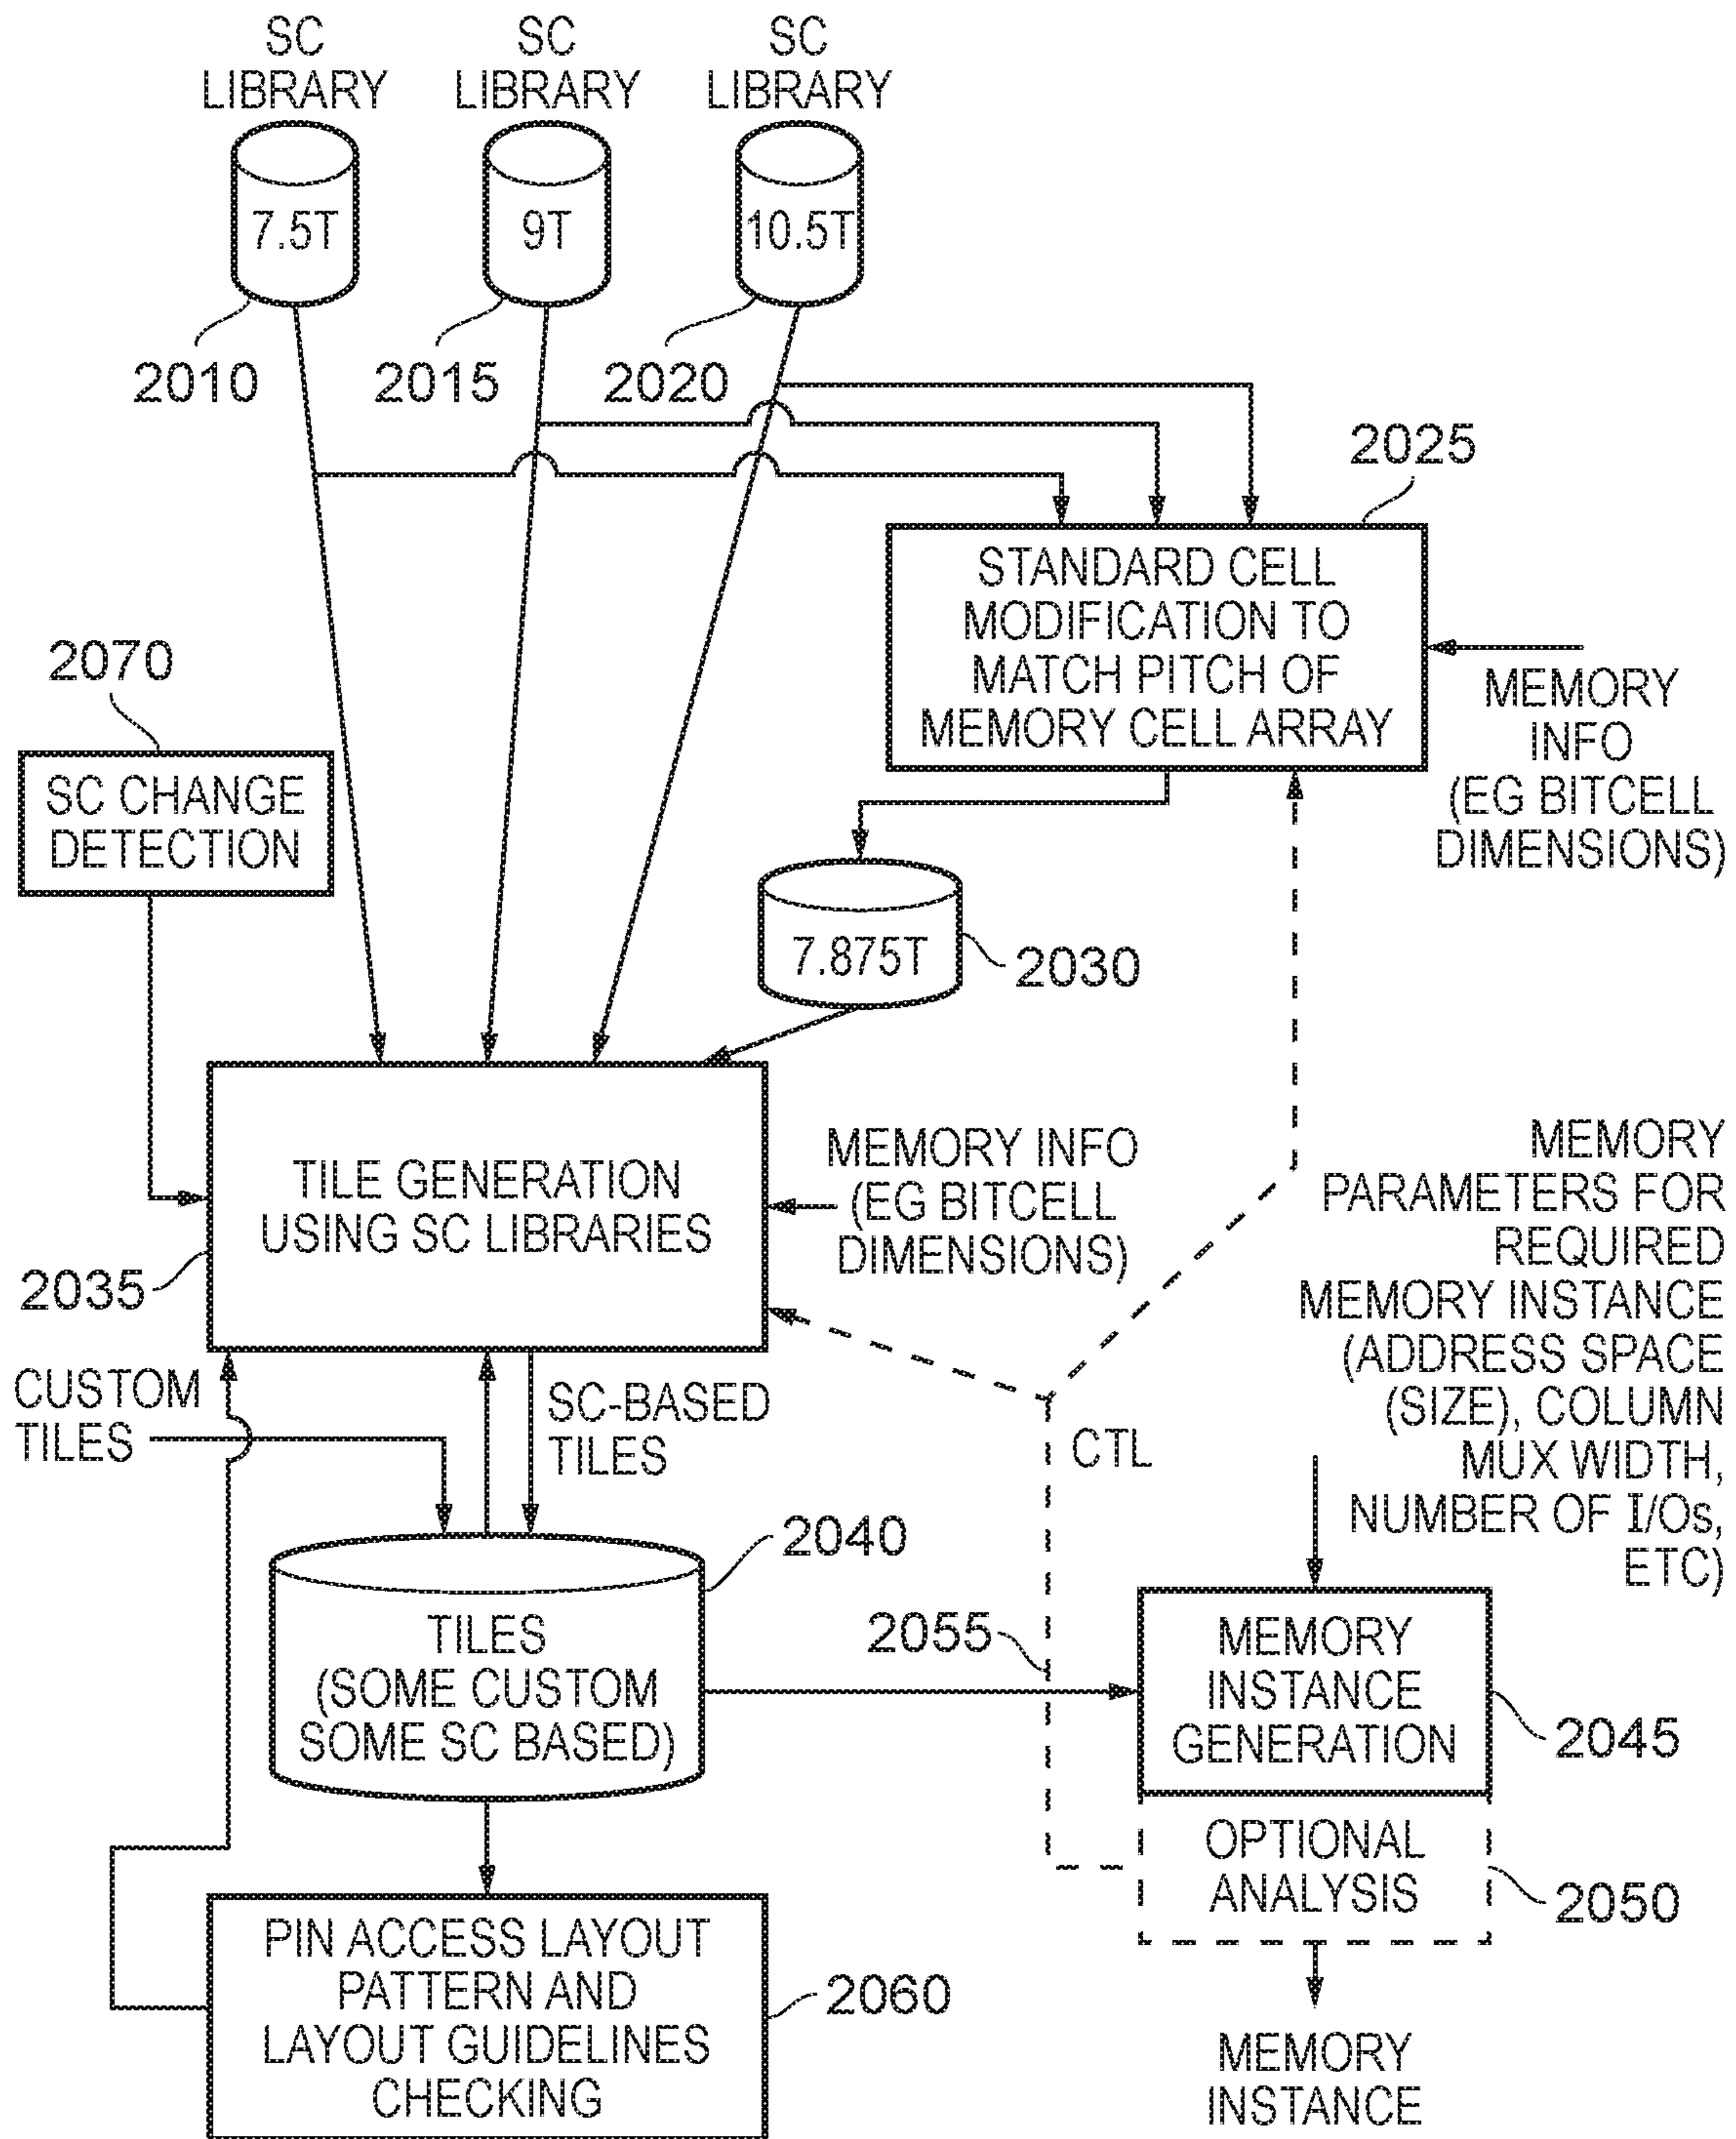 SC
LIBRARY
SC
LIBRARY
SC
LIBRARY
7.5T
9T
10.5T
2010
2015
2020
2025
STANDARD CELL
MODIFICATION TO
MATCH PITCH OF
MEMORY CELL ARRAY
MEMORY
INFO
(EG BITCELL
DIMENSIONS)
2070
SC CHANGE
DETECTION
7.875T
2030
TILE GENERATION
USING SC LIBRARIES
2035
MEMORY INFO
(EG BITCELL
DIMENSIONS)
MEMORY
PARAMETERS FOR
REQUIRED
MEMORY INSTANCE
(ADDRESS SPACE
(SIZE), COLUMN
MUX WIDTH,
NUMBER OF I/Os,
ETC)
CUSTOM
TILES
SC-BASED
TILES
CTL
2040
TILES
(SOME CUSTOM
SOME SC BASED)
2055
MEMORY
INSTANCE
GENERATION
2045
OPTIONAL
ANALYSIS
2050
PIN ACCESS LAYOUT
PATTERN AND
LAYOUT GUIDELINES
CHECKING
2060
MEMORY
INSTANCE